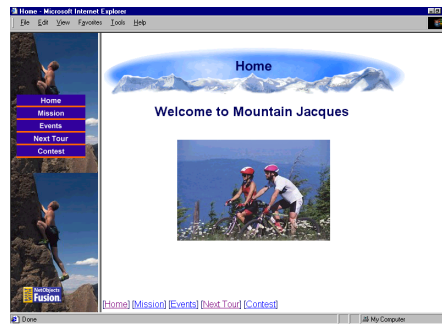 Home - Microsoft Internet Explorer
File Edit View Favorites Tools Help
Home
Mission
Events
Next Tour
Contest
Home
Welcome to Mountain Jacques
NetObjects
Fusion
[Home] [Mission] [Events] [Next Tour] [Contest]
Done
My Computer